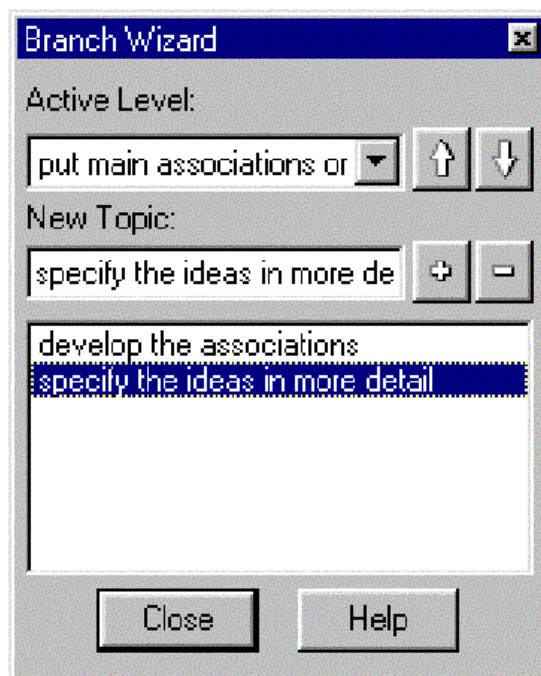 Branch Wizard
Active Level:
put main associations or
New Topic:
specify the ideas in more de
develop the associations
specify the ideas in more detail
Close Help